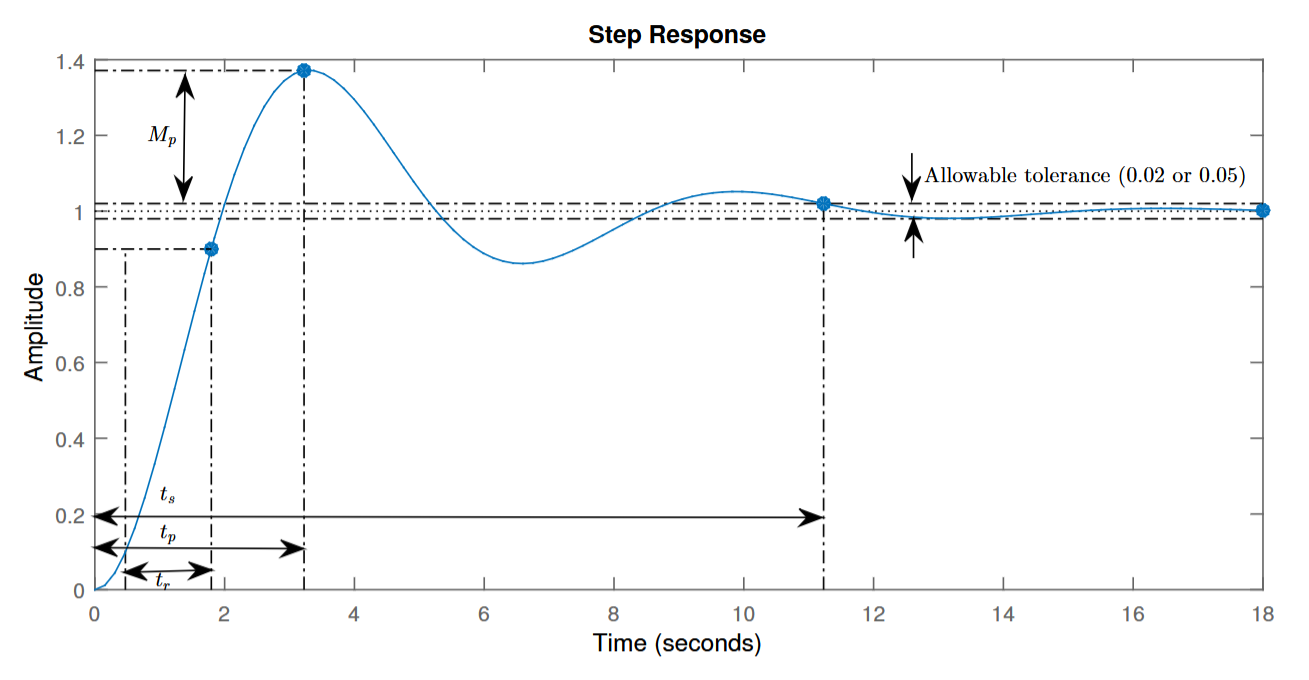 Step Response
1.4
1.2
1
0.8
0.6
0.4
0.2
0
Amplitude
M_p
Allowable tolerance (0.02 or 0.05)
t_s
t_p
t_r
0 2 4 6 8 10 12 14 16 18
Time (seconds)